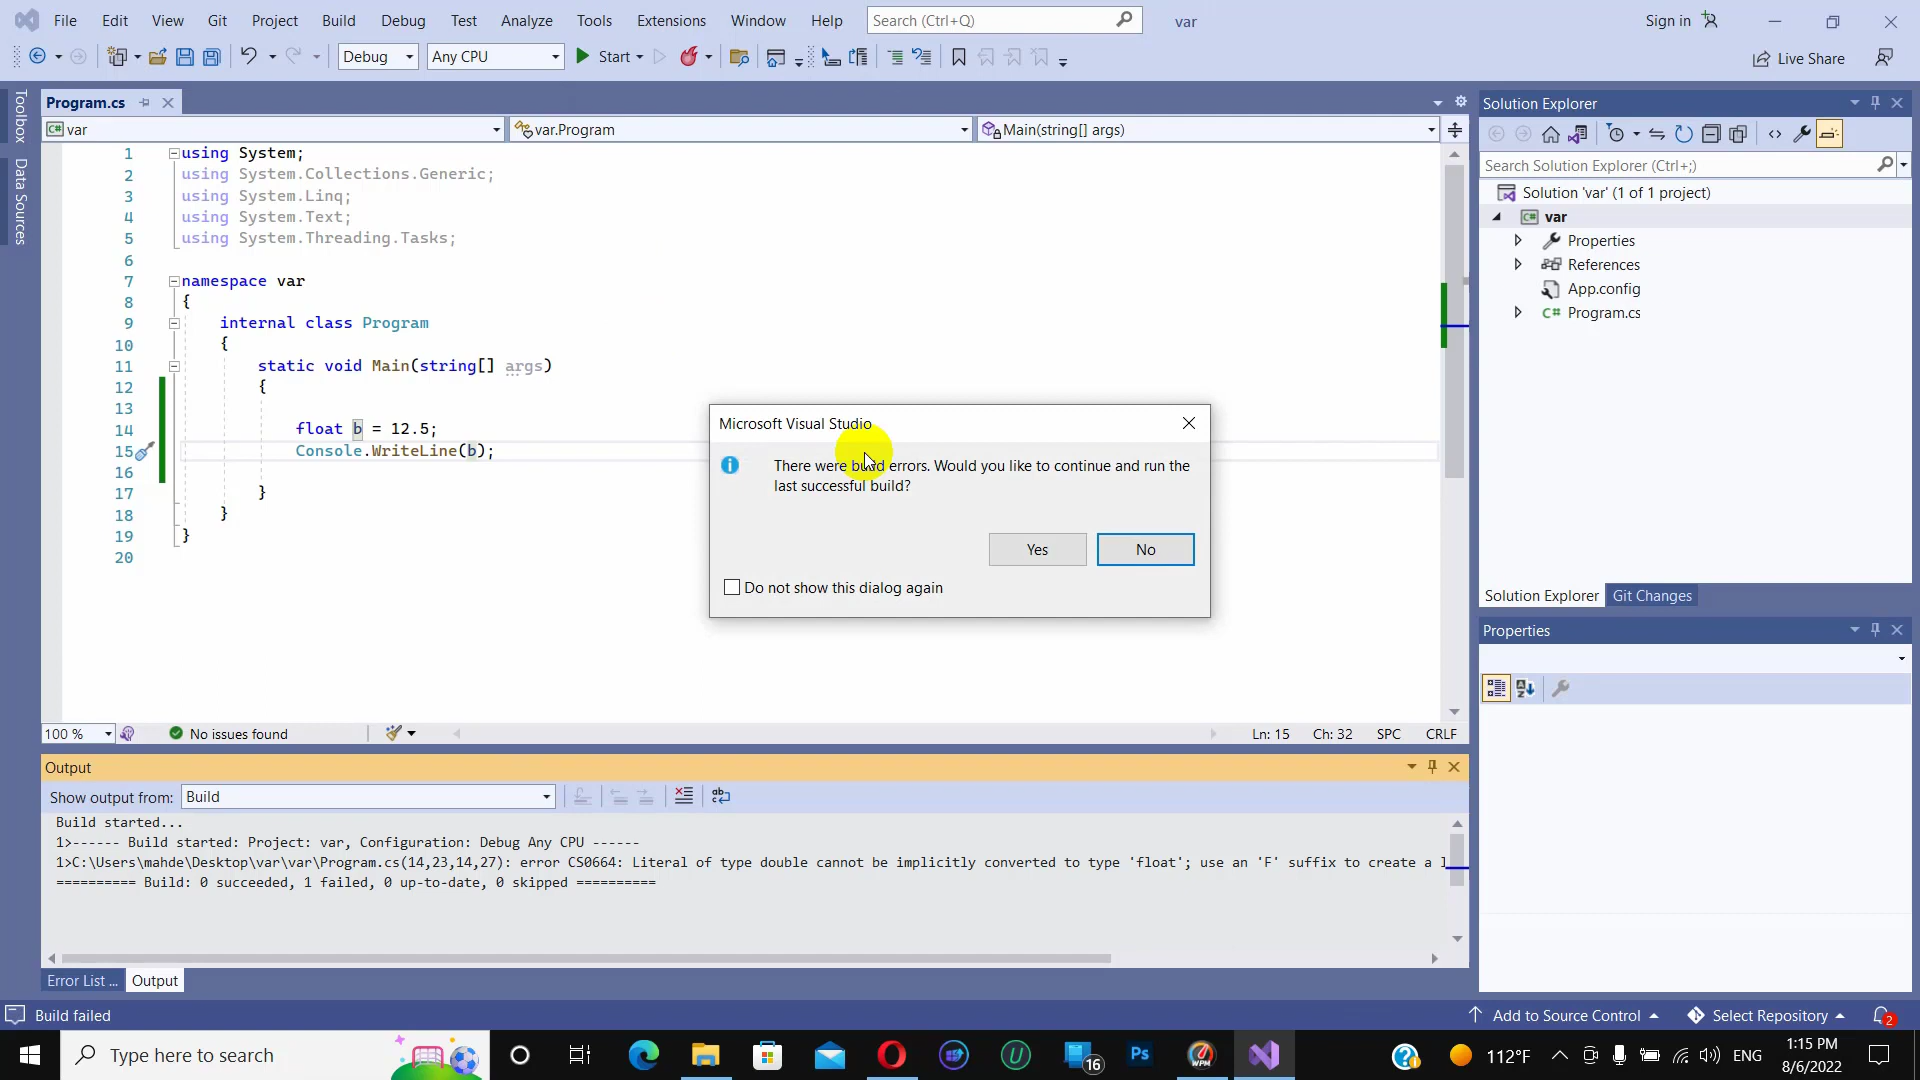 File Edit View Git Project Build Debug Test Analyze Tools Extensions Window Help Search (Ctrl+Q) var Sign in
Debug Any CPU Start Live Share
Toolbox
Data Sources
Program.cs
var var.Program Main(string[] args)
1 using System;
2 using System.Collections.Generic;
3 using System.Linq;
4 using System.Text;
5 using System.Threading.Tasks;
6
7 namespace var
8 {
9 internal class Program
10 {
11 static void Main(string[] args)
12 {
13
14 float b = 12.5;
15 Console.WriteLine(b);
16
17 }
18 }
19 }
20
Microsoft Visual Studio
There were build errors. Would you like to continue and run the
last successful build?
Yes No
Do not show this dialog again
100 % No issues found Ln: 15 Ch: 32 SPC CRLF
Solution Explorer
Search Solution Explorer (Ctrl+;)
Solution 'var' (1 of 1 project)
C# var
Properties
References
App.config
C# Program.cs
Solution Explorer Git Changes
Properties
Output
Show output from: Build
Build started...
1>------ Build started: Project: var, Configuration: Debug Any CPU ------
1>C:\Users\mahde\Desktop\var\var\Program.cs(14,23,14,27): error CS0664: Literal of type double cannot be implicitly converted to type 'float'; use an 'F' suffix to create a
========== Build: 0 succeeded, 1 failed, 0 up-to-date, 0 skipped ==========
Error List ... Output
Build failed Add to Source Control Select Repository 2
Type here to search 16 Ps WPM 112°F ENG 1:15 PM
8/6/2022